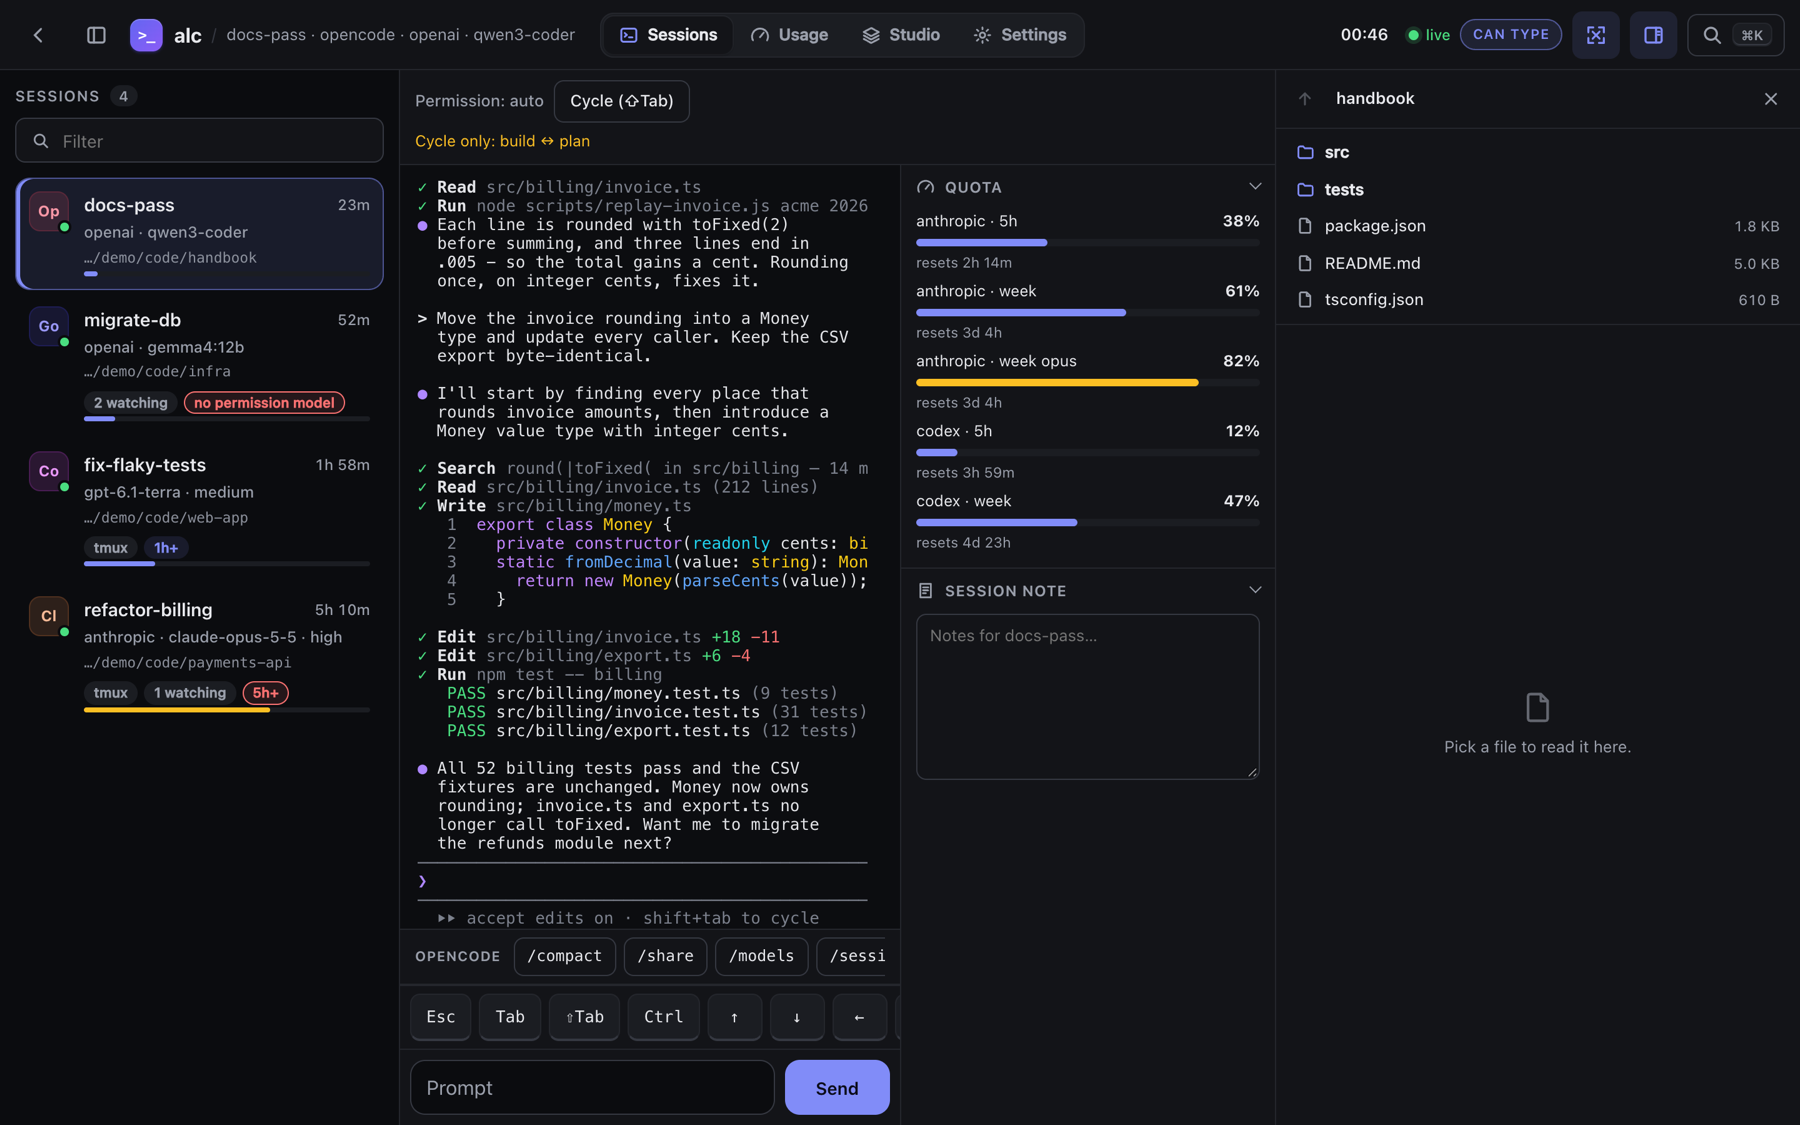 >_ alc / docs-pass · opencode · openai · qwen3-coder
Sessions
Usage
Studio
Settings
00:46
live
CAN TYPE
⌘K
SESSIONS 4
Filter
Op
docs-pass 23m
openai · qwen3-coder
…/demo/code/handbook
Go
migrate-db 52m
openai · gemma4:12b
…/demo/code/infra
2 watching no permission model
Co
fix-flaky-tests 1h 58m
gpt-6.1-terra · medium
…/demo/code/web-app
tmux 1h+
Cl
refactor-billing 5h 10m
anthropic · claude-opus-5-5 · high
…/demo/code/payments-api
tmux 1 watching 5h+
Permission: auto Cycle (⇧Tab)
Cycle only: build ↔ plan
✓ Read src/billing/invoice.ts
✓ Run node scripts/replay-invoice.js acme 2026
● Each line is rounded with toFixed(2)
before summing, and three lines end in
.005 – so the total gains a cent. Rounding
once, on integer cents, fixes it.
> Move the invoice rounding into a Money
type and update every caller. Keep the CSV
export byte-identical.
● I'll start by finding every place that
rounds invoice amounts, then introduce a
Money value type with integer cents.
✓ Search round(|toFixed( in src/billing — 14 m
✓ Read src/billing/invoice.ts (212 lines)
✓ Write src/billing/money.ts
1 export class Money {
2 private constructor(readonly cents: bi
3 static fromDecimal(value: string): Mon
4 return new Money(parseCents(value));
5 }
✓ Edit src/billing/invoice.ts +18 −11
✓ Edit src/billing/export.ts +6 −4
✓ Run npm test -- billing
PASS src/billing/money.test.ts (9 tests)
PASS src/billing/invoice.test.ts (31 tests)
PASS src/billing/export.test.ts (12 tests)
● All 52 billing tests pass and the CSV
fixtures are unchanged. Money now owns
rounding; invoice.ts and export.ts no
longer call toFixed. Want me to migrate
the refunds module next?
❯
▸▸ accept edits on · shift+tab to cycle
OPENCODE /compact /share /models /sessi
Esc Tab ⇧Tab Ctrl ↑ ↓ ←
Prompt
Send
QUOTA
anthropic · 5h 38%
resets 2h 14m
anthropic · week 61%
resets 3d 4h
anthropic · week opus 82%
resets 3d 4h
codex · 5h 12%
resets 3h 59m
codex · week 47%
resets 4d 23h
SESSION NOTE
Notes for docs-pass…
↑ handbook
src
tests
package.json 1.8 KB
README.md 5.0 KB
tsconfig.json 610 B
Pick a file to read it here.